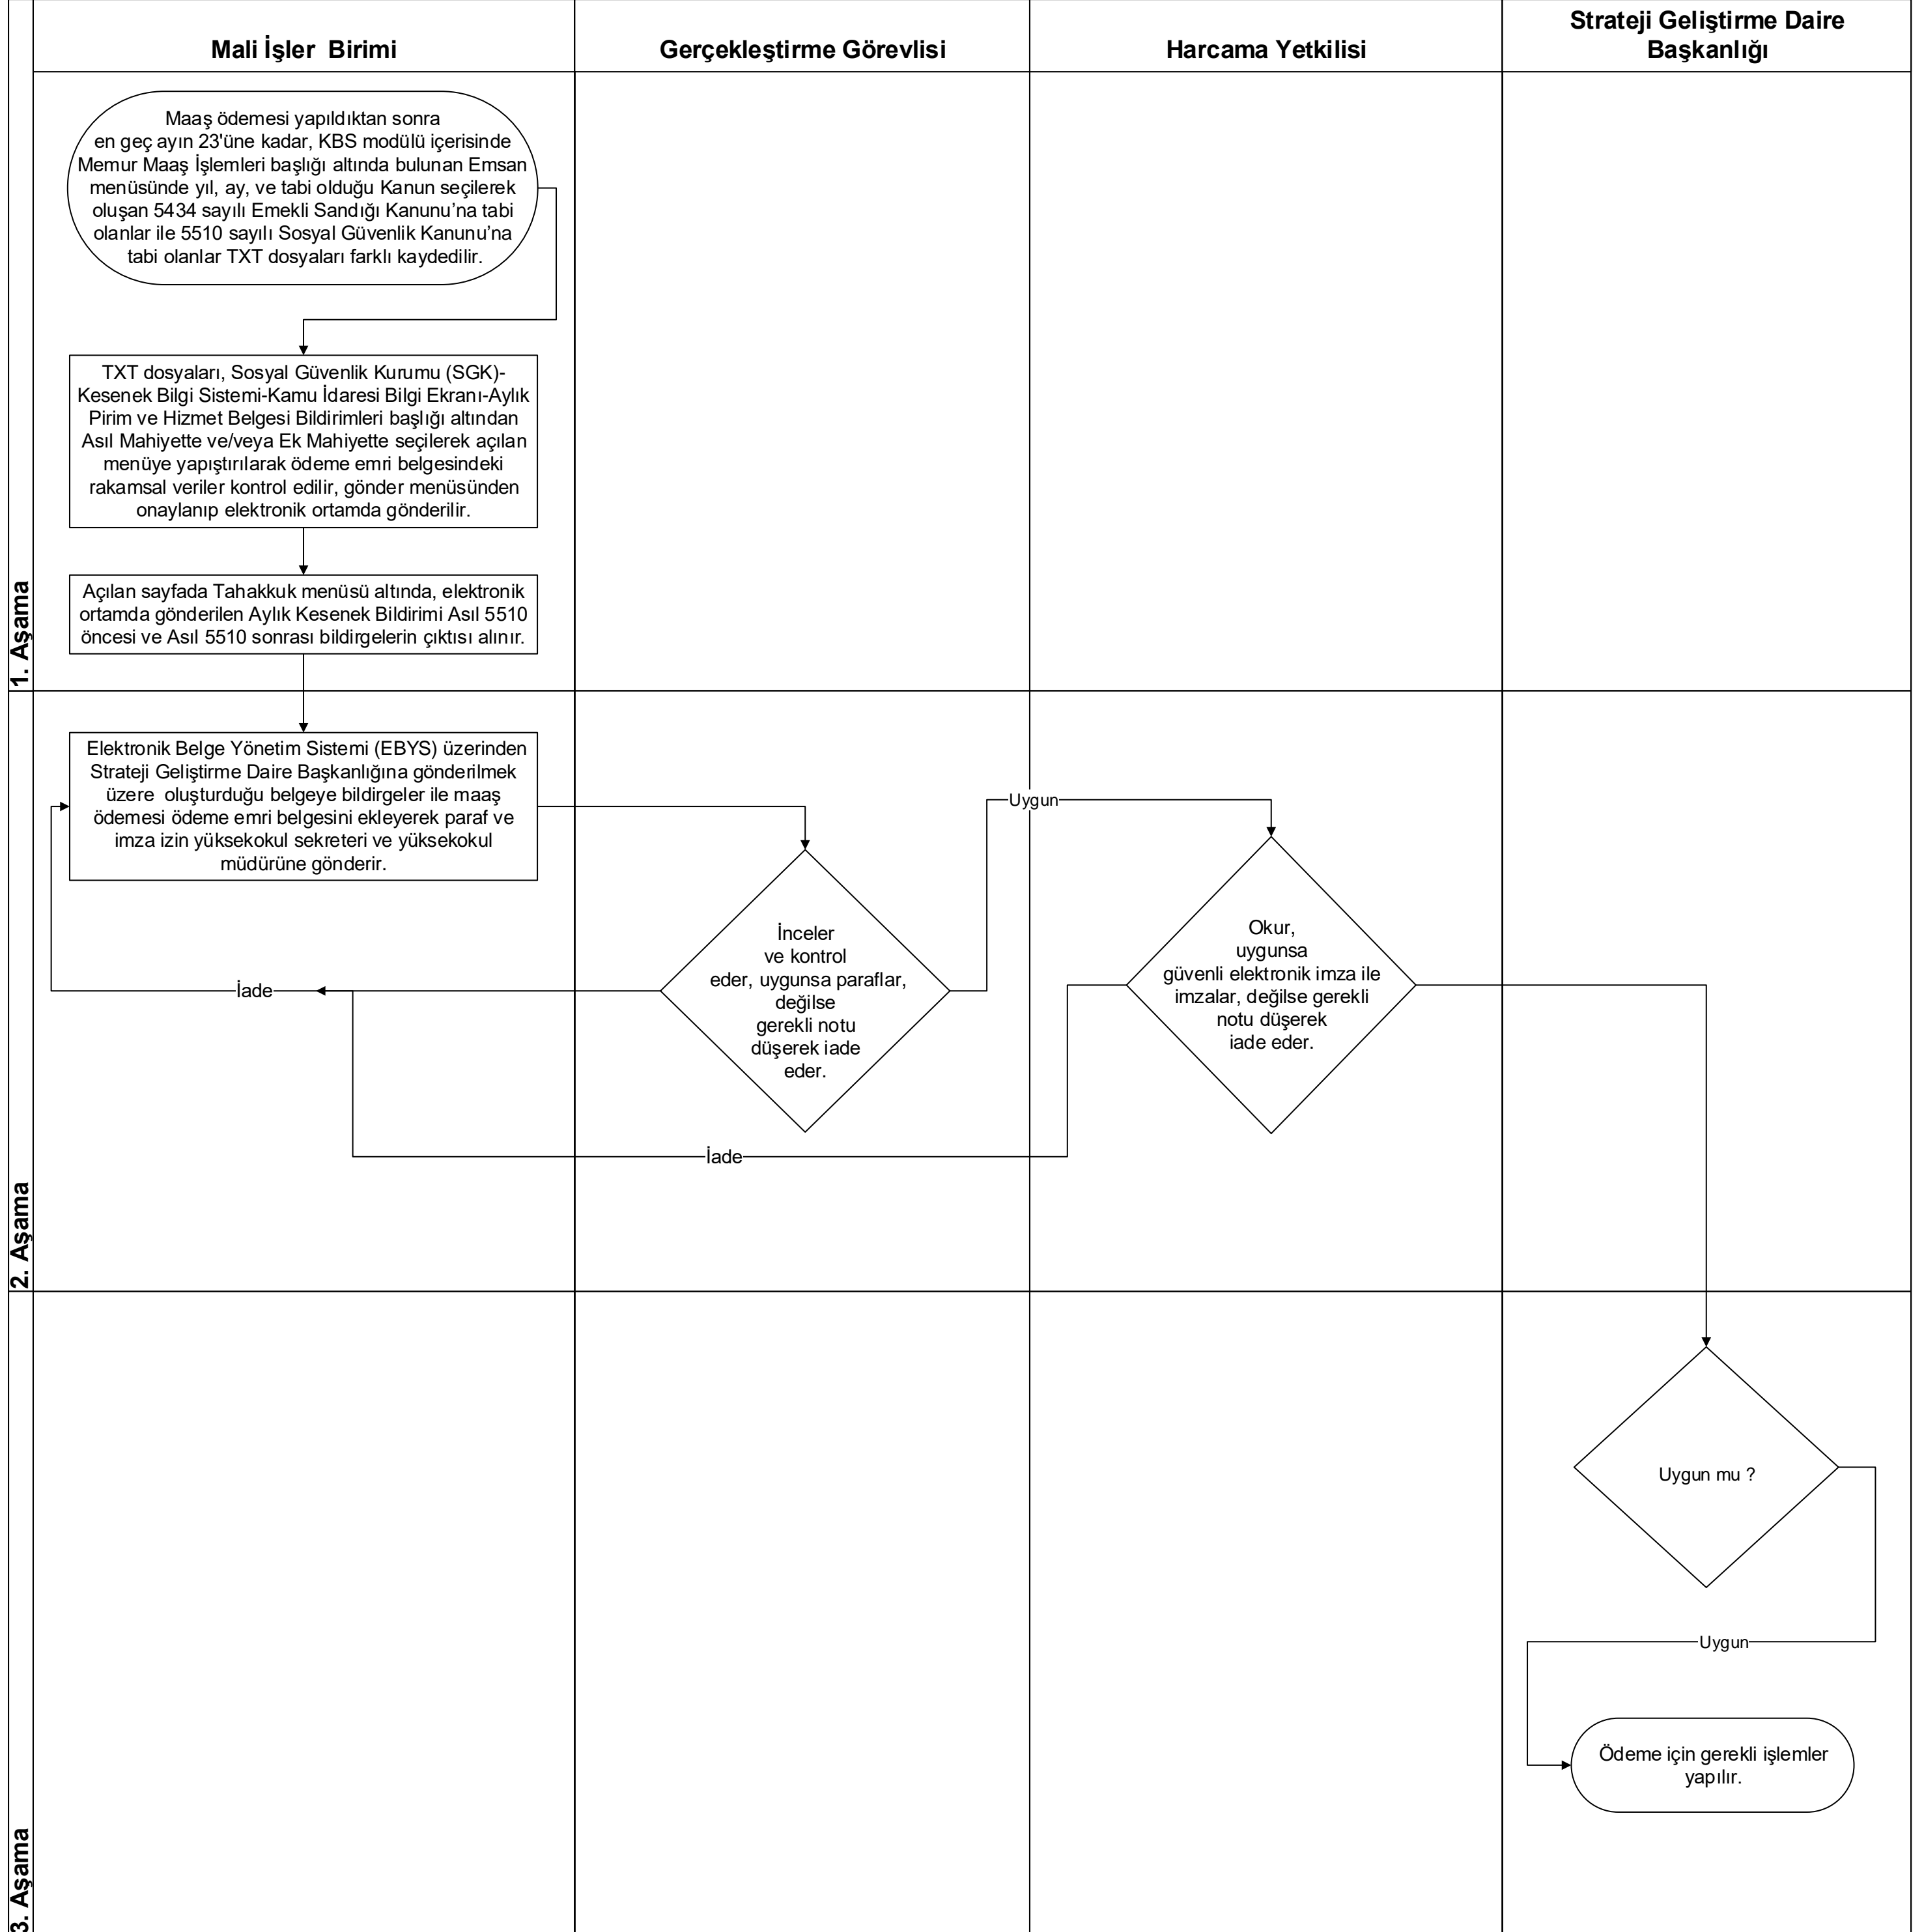 Mali İşler  Birimi
Gerçekleştirme Görevlisi
Harcama Yetkilisi
Strateji Geliştirme Daire
Başkanlığı
1. Aşama
Maaş ödemesi yapıldıktan sonra
en geç ayın 23'üne kadar, KBS modülü içerisinde
Memur Maaş İşlemleri başlığı altında bulunan Emsan
menüsünde yıl, ay, ve tabi olduğu Kanun seçilerek
oluşan 5434 sayılı Emekli Sandığı Kanunu’na tabi
olanlar ile 5510 sayılı Sosyal Güvenlik Kanunu’na
tabi olanlar TXT dosyaları farklı kaydedilir.
TXT dosyaları, Sosyal Güvenlik Kurumu (SGK)-
Kesenek Bilgi Sistemi-Kamu İdaresi Bilgi Ekranı-Aylık
Pirim ve Hizmet Belgesi Bildirimleri başlığı altından
Asıl Mahiyette ve/veya Ek Mahiyette seçilerek açılan
menüye yapıştırılarak ödeme emri belgesindeki
rakamsal veriler kontrol edilir, gönder menüsünden
onaylanıp elektronik ortamda gönderilir.
Açılan sayfada Tahakkuk menüsü altında, elektronik
ortamda gönderilen Aylık Kesenek Bildirimi Asıl 5510
öncesi ve Asıl 5510 sonrası bildirgelerin çıktısı alınır.
2. Aşama
Elektronik Belge Yönetim Sistemi (EBYS) üzerinden
Strateji Geliştirme Daire Başkanlığına gönderilmek
üzere  oluşturduğu belgeye bildirgeler ile maaş
ödemesi ödeme emri belgesini ekleyerek paraf ve
imza izin yüksekokul sekreteri ve yüksekokul
müdürüne gönderir.
Uygun
İnceler
ve kontrol
eder, uygunsa paraflar,
değilse
gerekli notu
düşerek iade
eder.
Okur,
uygunsa
güvenli elektronik imza ile
imzalar, değilse gerekli
notu düşerek
iade eder.
İade
İade
3. Aşama
Uygun mu ?
Uygun
Ödeme için gerekli işlemler
yapılır.